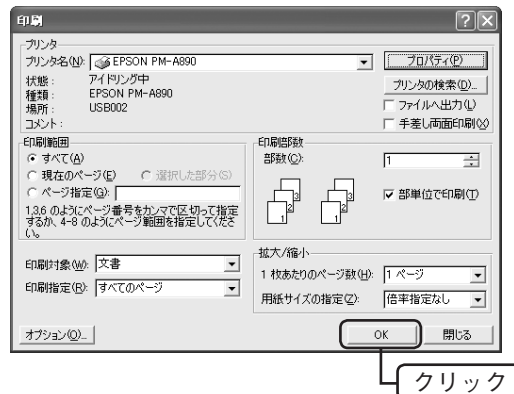 印刷
プリンタ
プリンタ名(N): EPSON PM-A890 プロパティ(P)
状態: アイドリング中 プリンタの検索(D)...
種類: EPSON PM-A890
場所: USB002 ファイルへ出力(L)
コメント: 手差し両面印刷(X)
印刷範囲
すべて(A)
現在のページ(E) 選択した部分(S)
ページ指定(G):
1,3,6 のようにページ番号をカンマで区切って指定
するか、4-8 のようにページ範囲を指定してくださ
い。
印刷部数
部数(C): 1
1 2 3 1 2 3 部単位で印刷(T)
印刷対象(W): 文書
印刷指定(R): すべてのページ
拡大/縮小
1 枚あたりのページ数(H): 1 ページ
用紙サイズの指定(Z): 倍率指定なし
オプション(O)... OK 閉じる
クリック